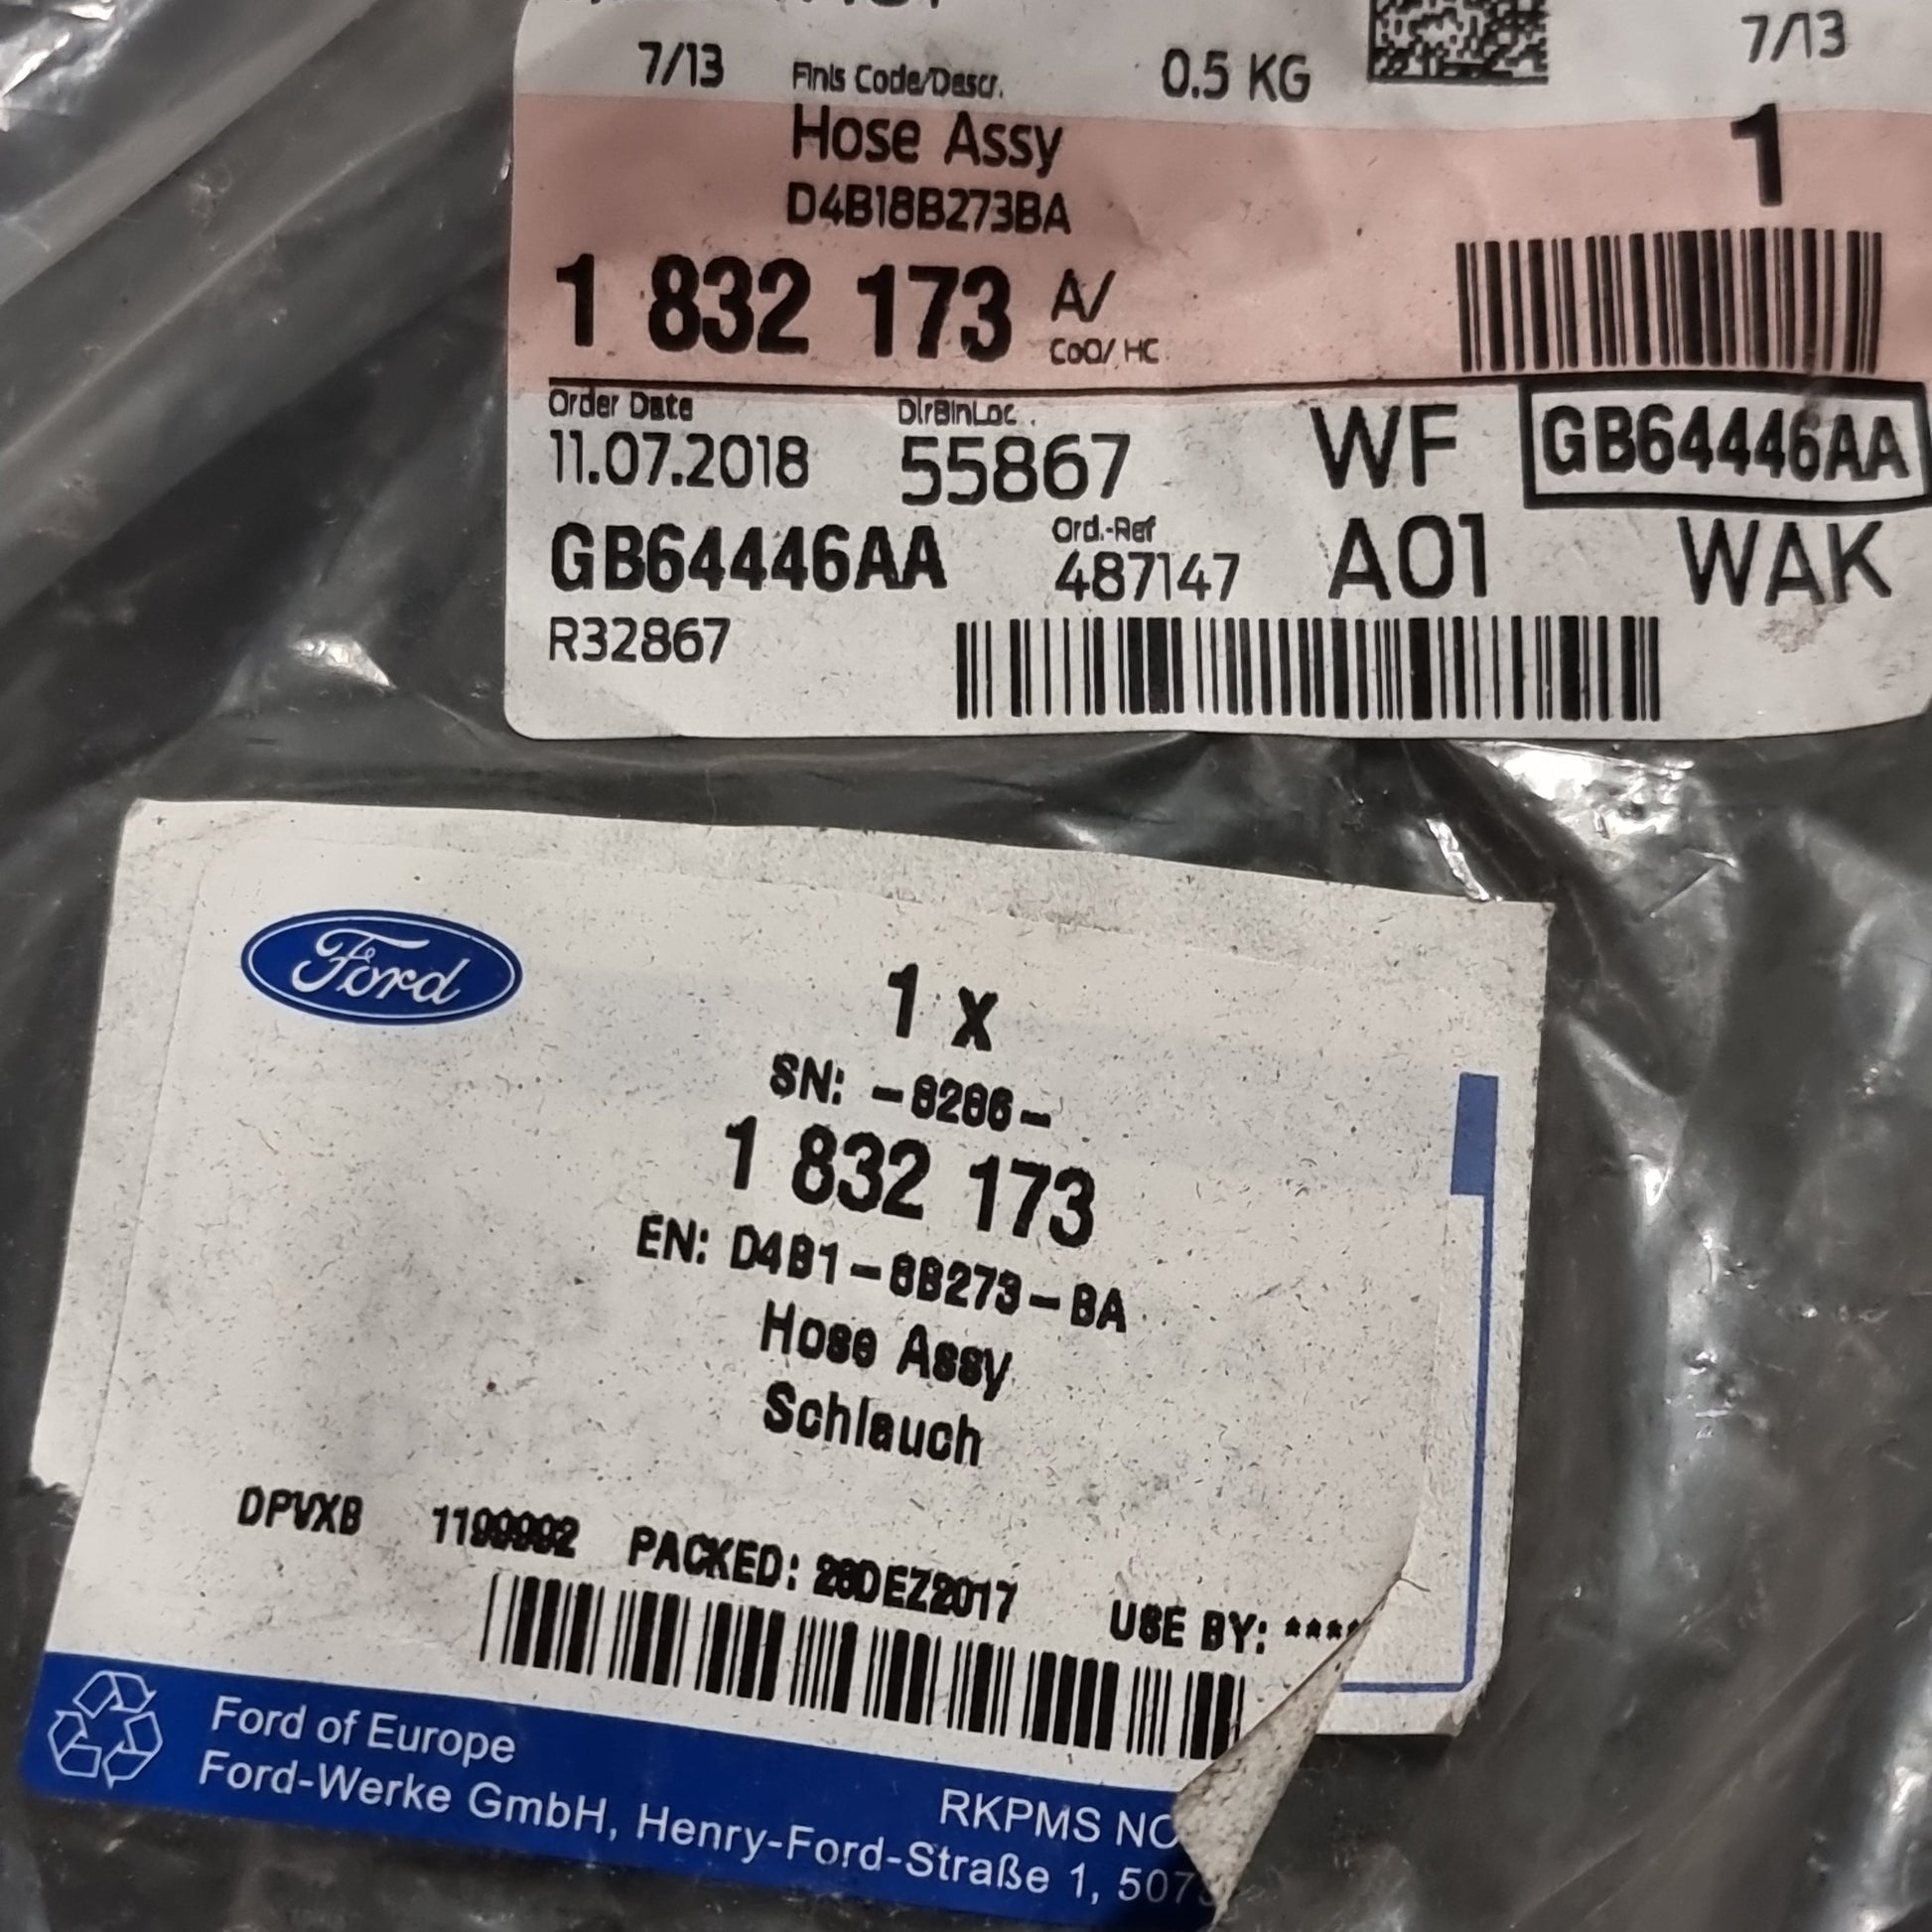 7/13 Finis Code/Descr. 0.5 KG 7/13
Hose Assy 1
D4B18B273BA
1 832 173 A/
CoO/ HC
Order Date DlrBinLoc.
11.07.2018 55867 WF GB64446AA
GB64446AA Ord.-Ref 487147 A01 WAK
R32867
Ford
1 x
SN: -8286-
1 832 173
EN: D4B1-8B273-BA
Hose Assy
Schlauch
DPVXB 1199992 PACKED: DEZ2017 USE BY: ****
Ford of Europe
RKPMS NO
Ford-Werke GmbH, Henry-Ford-Straße 1, 507